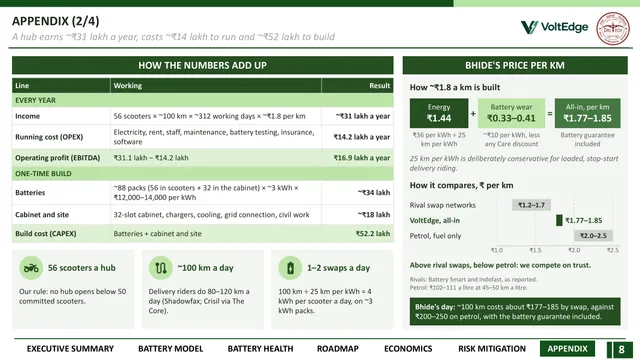 APPENDIX (2/4)
A hub earns ~₹31 lakh a year, costs ~₹14 lakh to run and ~₹52 lakh to build
VoltEdge
HOW THE NUMBERS ADD UP
Line Working Result
EVERY YEAR
Income 56 scooters × ~100 km × ~312 working days × ~₹1.8 per km ~₹31 lakh a year
Running cost (OPEX) Electricity, rent, staff, maintenance, battery testing, insurance, software ₹14.2 lakh a year
Operating profit (EBITDA) ₹31.1 lakh – ₹14.2 lakh ₹16.9 lakh a year
ONE-TIME BUILD
Batteries ~88 packs (56 in scooters + 32 in the cabinet) × ~3 kWh × ₹12,000–14,000 per kWh ~₹34 lakh
Cabinet and site 32-slot cabinet, chargers, cooling, grid connection, civil work ~₹18 lakh
Build cost (CAPEX) Batteries + cabinet and site ₹52.2 lakh
56 scooters a hub
Our rule: no hub opens below 50
committed scooters.
~100 km a day
Delivery riders do 80–120 km a
day (Shadowfax; Crisil via The
Core).
1–2 swaps a day
100 km ÷ 25 km per kWh = 4
kWh per scooter a day, on ~3
kWh packs.
BHIDE'S PRICE PER KM
How ~₹1.8 a km is built
Energy
₹1.44
+
Battery wear
₹0.33–0.41
=
All-in, per km
₹1.77–1.85
₹36 per kWh ÷ 25
km per kWh
~₹10 per kWh, less
any Care discount
Battery guarantee
included
25 km per kWh is deliberately conservative for loaded, stop-start
delivery riding.
How it compares, ₹ per km
Rival swap networks ₹1.2–1.7
VoltEdge, all-in ₹1.77–1.85
Petrol, fuel only ₹2.0–2.5
₹1.0 ₹1.5 ₹2.0 ₹2.5
Above rival swaps, below petrol: we compete on trust.
Rivals: Battery Smart and Indofast, as reported.
Petrol: ₹102–111 a litre at 45–50 km a litre.
Bhide's day: ~100 km costs about ₹177–185 by swap, against
₹200–250 on petrol, with the battery guarantee included.
EXECUTIVE SUMMARY BATTERY MODEL BATTERY HEALTH ROADMAP ECONOMICS RISK MITIGATION APPENDIX 8